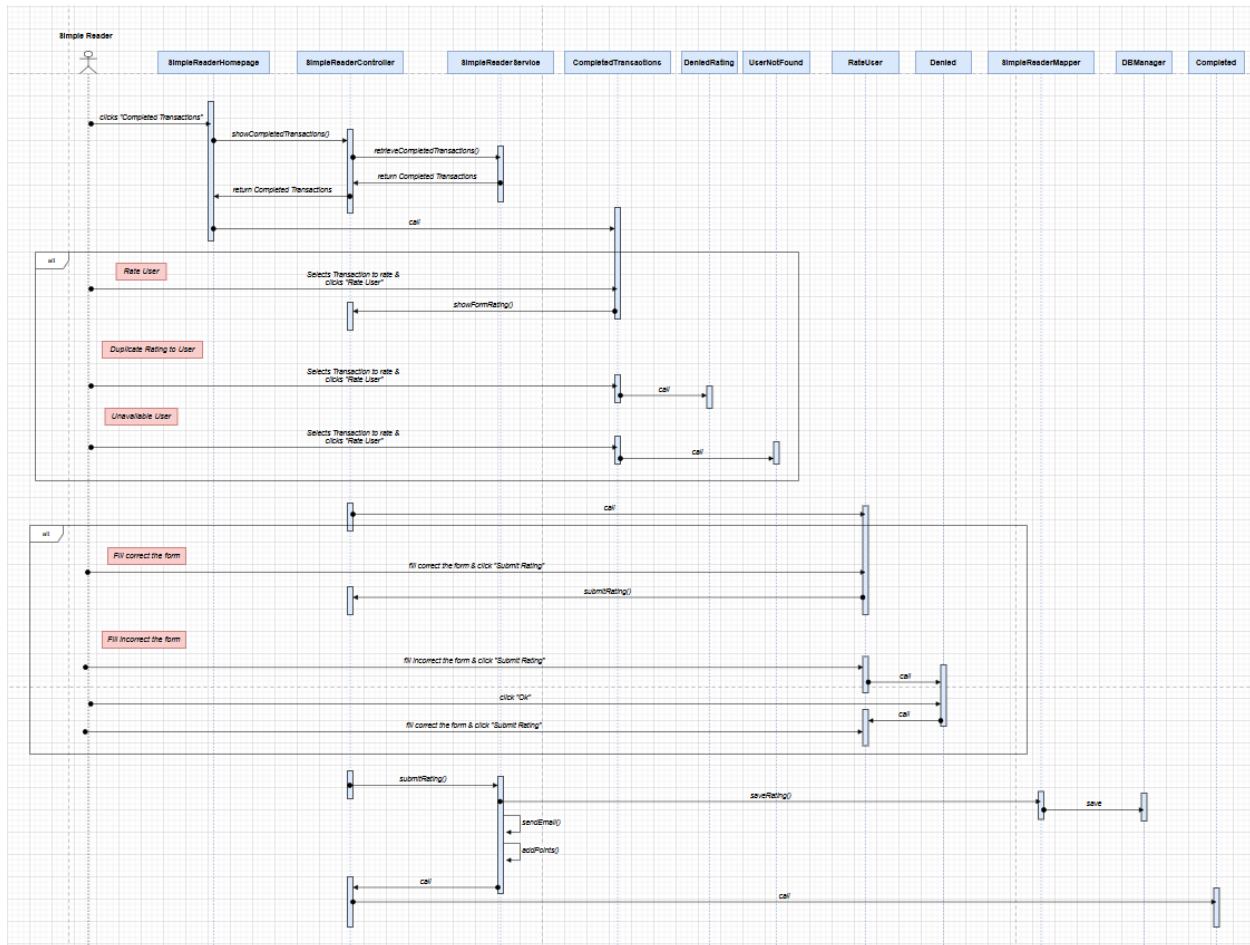 Simple Reader
SimpleReaderHomepage
SimpleReaderController
SimpleReaderService
CompletedTransactions
DeniedRating
UserNotFound
RateUser
Denied
SimpleReaderMapper
DBManager
Completed
clicks "Completed Transactions"
showCompletedTransactions()
retrieveCompletedTransactions()
return Completed Transactions
return Completed Transactions
call
alt
Rate User
Selects Transaction to rate &
clicks "Rate User"
showFormRating()
Duplicate Rating to User
Selects Transaction to rate &
clicks "Rate User"
call
Unavailable User
Selects Transaction to rate &
clicks "Rate User"
call
call
alt
Fill correct the form
fill correct the form & click "Submit Rating"
submitRating()
Fill incorrect the form
fill incorrect the form & click "Submit Rating"
call
click "Ok"
call
fill correct the form & click "Submit Rating"
submitRating()
saveRating()
save
sendEmail()
addPoints()
call
call